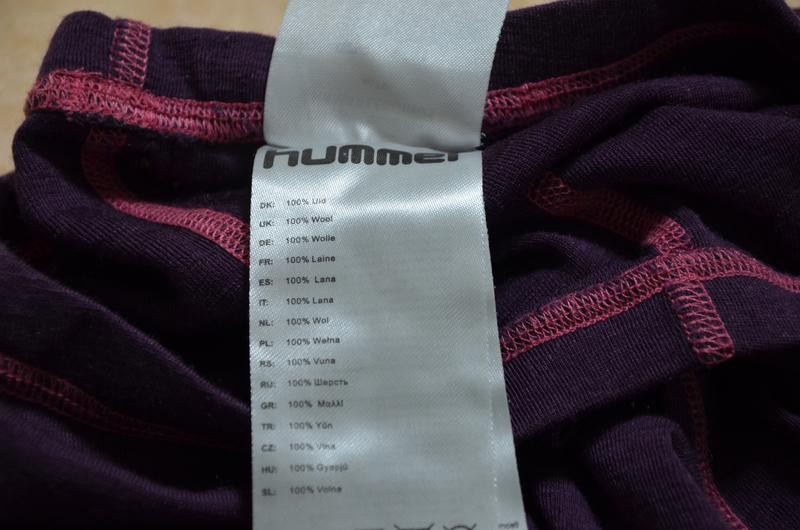 hummel
DK: 100% Uld
UK: 100% Wool
DE: 100% Wolle
FR: 100% Laine
ES: 100% Lana
IT: 100% Lana
NL: 100% Wol
PL: 100% Wełna
RS: 100% Vuna
RU: 100% Шерсть
GR: 100% Μαλλί
TR: 100% Yün
CZ: 100% Vlna
HU: 100% Gyapjú
SL: 100% Volna